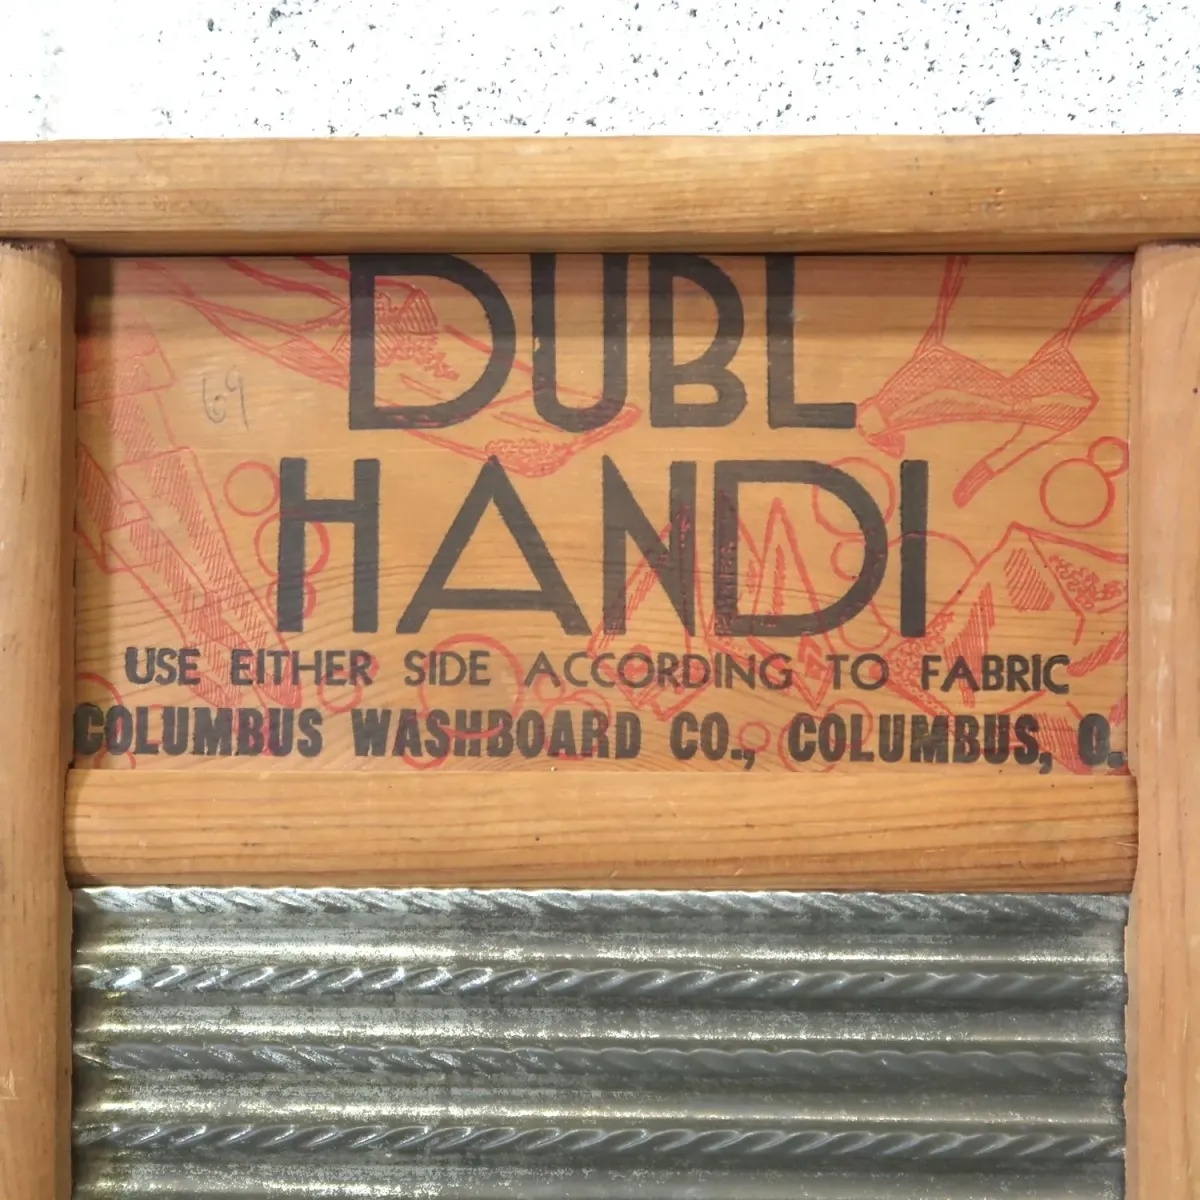 DUBL
69
HANDI
USE EITHER SIDE ACCORDING TO FABRIC
COLUMBUS WASHBOARD CO., COLUMBUS, O.